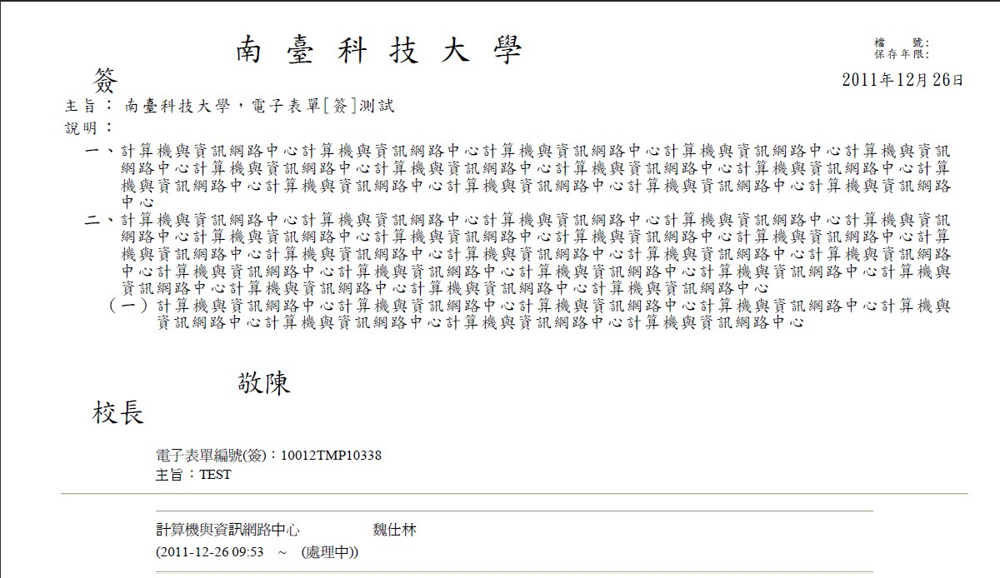 南臺科技大學
檔　　號:
保存年限:
簽
2011年12月26日
主旨：南臺科技大學，電子表單[簽]測試
說明：
一、計算機與資訊網路中心計算機與資訊網路中心計算機與資訊網路中心計算機與資訊網路中心計算機與資訊
網路中心計算機與資訊網路中心計算機與資訊網路中心計算機與資訊網路中心計算機與資訊網路中心計算
機與資訊網路中心計算機與資訊網路中心計算機與資訊網路中心計算機與資訊網路中心計算機與資訊網路
中心
二、計算機與資訊網路中心計算機與資訊網路中心計算機與資訊網路中心計算機與資訊網路中心計算機與資訊
網路中心計算機與資訊網路中心計算機與資訊網路中心計算機與資訊網路中心計算機與資訊網路中心計算
機與資訊網路中心計算機與資訊網路中心計算機與資訊網路中心計算機與資訊網路中心計算機與資訊網路
中心計算機與資訊網路中心計算機與資訊網路中心計算機與資訊網路中心計算機與資訊網路中心計算機與
資訊網路中心計算機與資訊網路中心計算機與資訊網路中心計算機與資訊網路中心
（一）計算機與資訊網路中心計算機與資訊網路中心計算機與資訊網路中心計算機與資訊網路中心計算機與
資訊網路中心計算機與資訊網路中心計算機與資訊網路中心計算機與資訊網路中心
敬陳
校長
電子表單編號(簽)：10012TMP10338
主旨：TEST
計算機與資訊網路中心　魏仕林
(2011-12-26 09:53　~　(處理中))